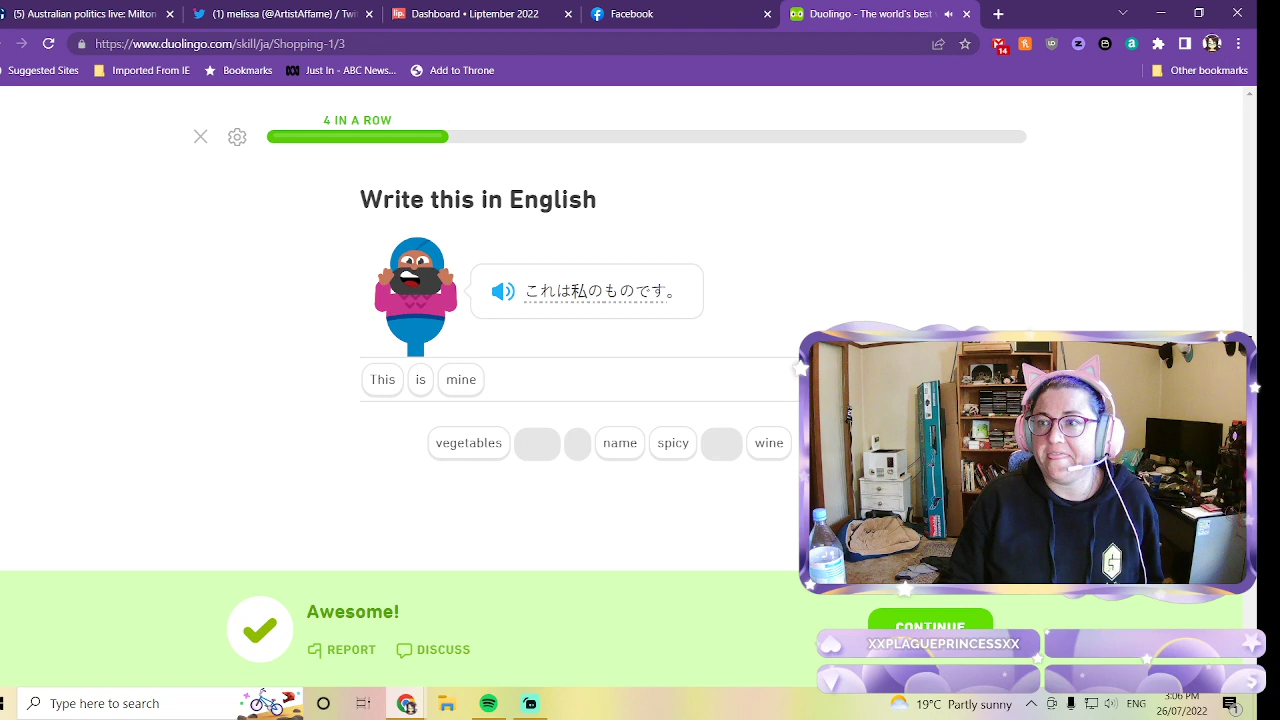 (5) Australian live price in Milton
(1) melissa (@ArtistAffame) / Twi
Dashboard • lipseptember 2022
Facebook
Duolingo - The world's best
https://www.duolingo.com/skill/ja/Shopping-1/3
14
Suggested Sites
Imported From IE
Bookmarks
Just In - ABC News...
Add to Throne
Other bookmarks
4 IN A ROW
Write this in English
これは私のものです。
This is mine
vegetables name spicy wine
Awesome!
REPORT
DISCUSS
CONTINUE
XXPLAGUEPRINCESSXX
Type here to search
19°C Partly sunny
ENG
3:06 PM
26/07/2022